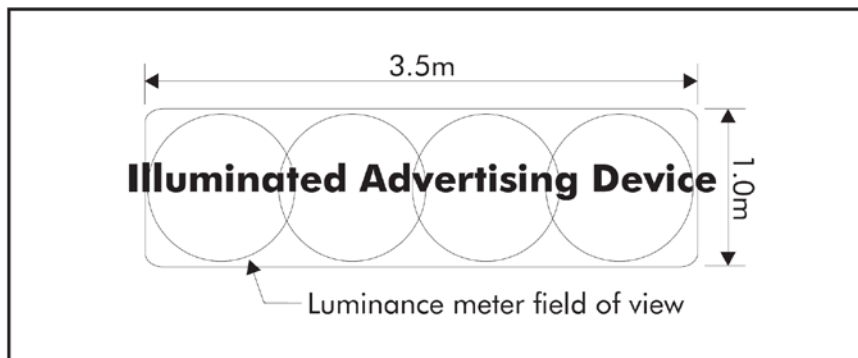 3.5m
Illuminated Advertising Device
1.0m
Luminance meter field of view